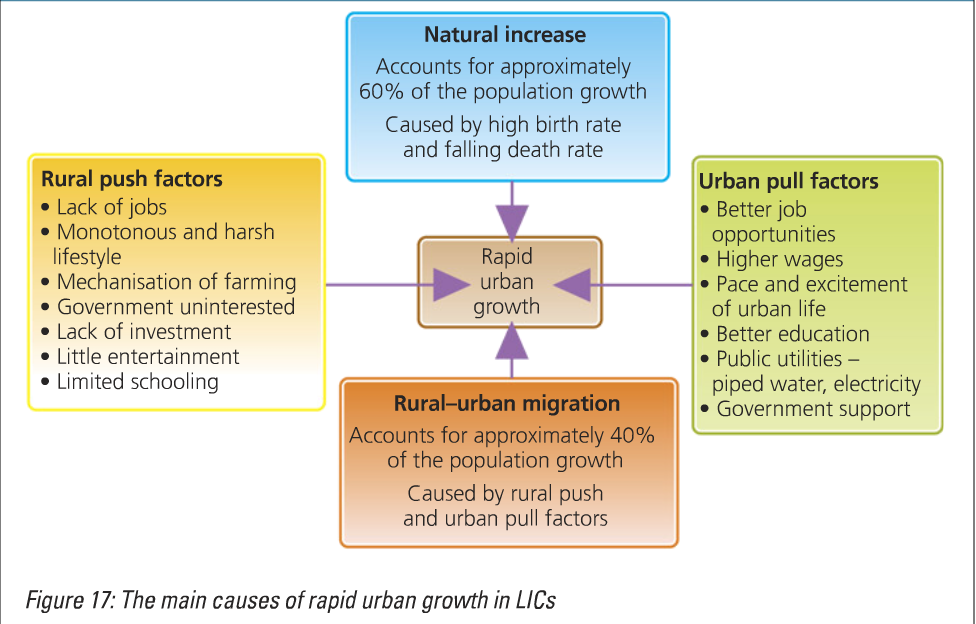 Natural increase
Accounts for approximately
60% of the population growth
Caused by high birth rate
and falling death rate
Rural push factors
• Lack of jobs
• Monotonous and harsh
lifestyle
• Mechanisation of farming
• Government uninterested
• Lack of investment
• Little entertainment
• Limited schooling
Rapid
urban
growth
Urban pull factors
• Better job
opportunities
• Higher wages
• Pace and excitement
of urban life
• Better education
• Public utilities –
piped water, electricity
• Government support
Rural–urban migration
Accounts for approximately 40%
of the population growth
Caused by rural push
and urban pull factors
Figure 17: The main causes of rapid urban growth in LICs